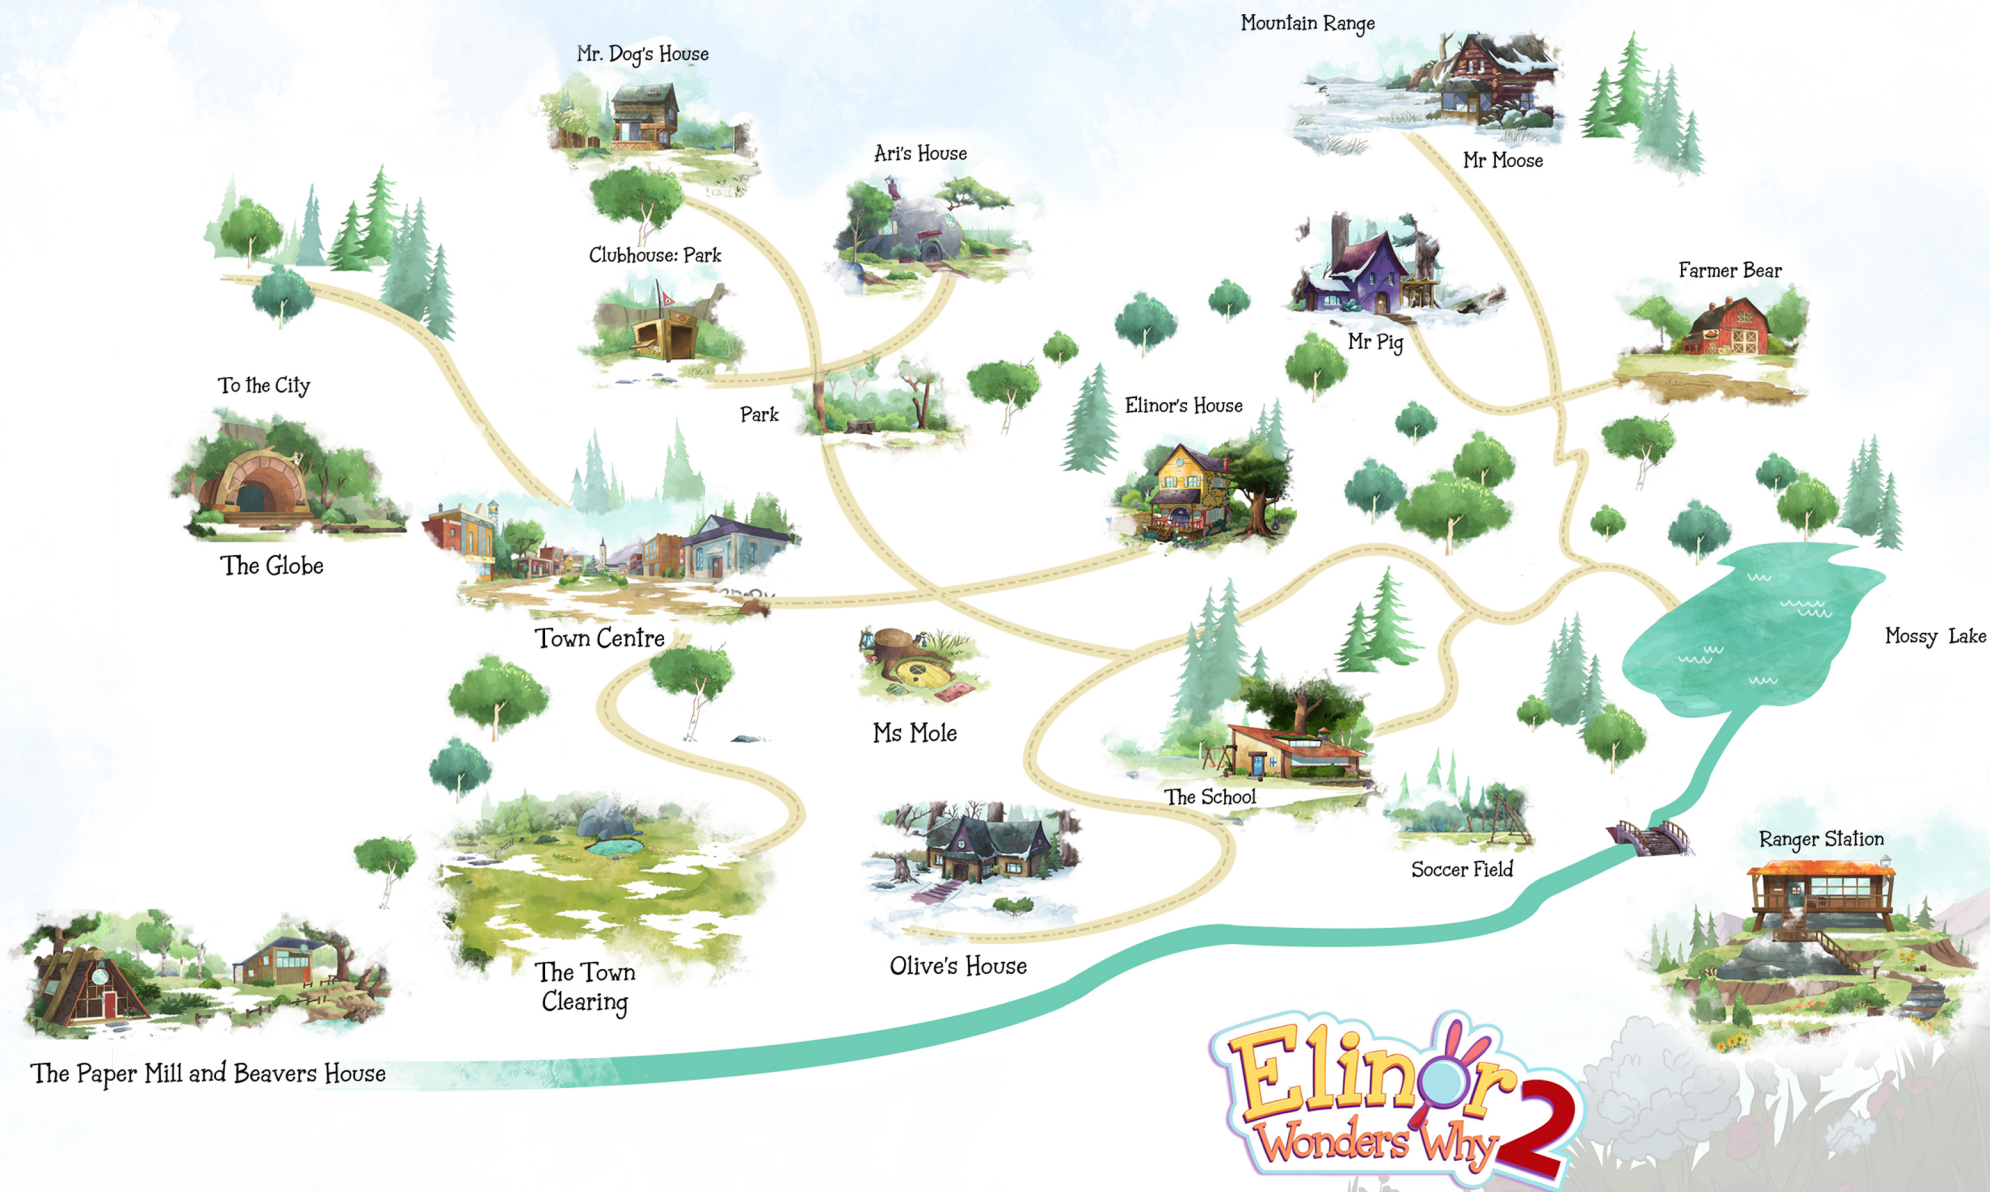 Mountain Range
Mr. Dog's House
Ari's House
Mr Moose
Clubhouse: Park
Farmer Bear
Mr Pig
To the City
Park
Elinor's House
The Globe
Town Centre
Mossy Lake
Ms Mole
The School
Ranger Station
Soccer Field
Olive's House
The Town
Clearing
The Paper Mill and Beavers House
Elinor
Wonders Why 2